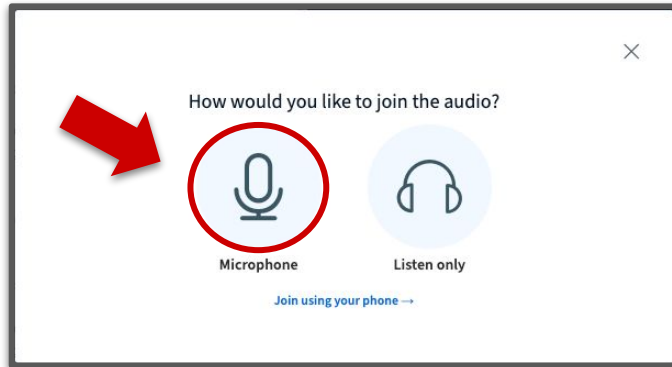 How would you like to join the audio?
Microphone
Listen only
Join using your phone →